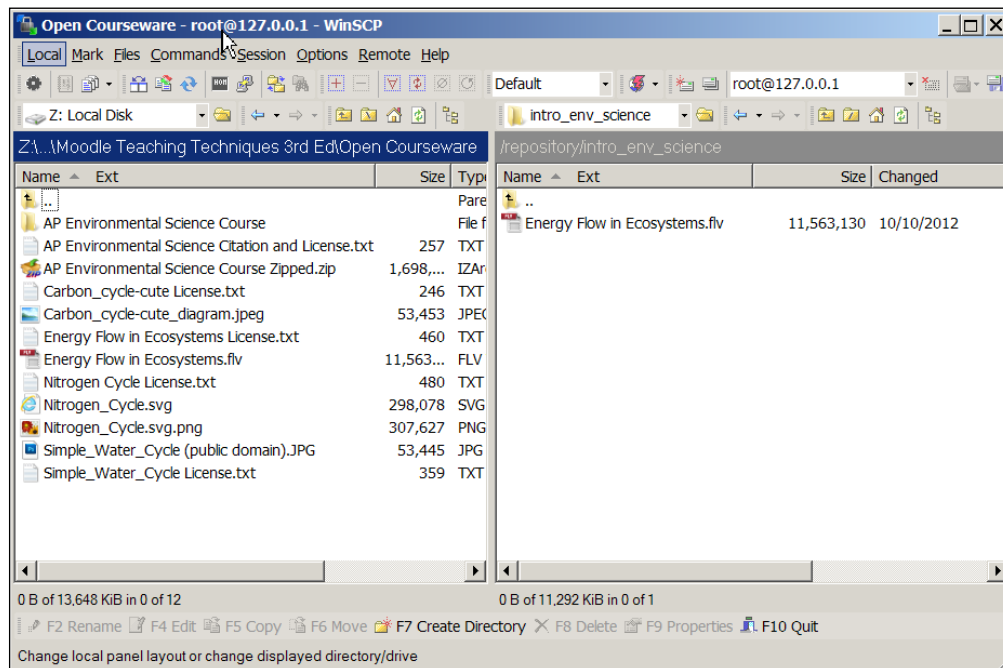 Open Courseware - root@127.0.0.1 - WinSCP
Local Mark Files Commands Session Options Remote Help
Default root@127.0.0.1
Z: Local Disk intro_env_science
Z:\...\Moodle Teaching Techniques 3rd Ed\Open Courseware /repository/intro_env_science
Name Ext Size Type Name Ext Size Changed
.. Pare ..
AP Environmental Science Course File f Energy Flow in Ecosystems.flv 11,563,130 10/10/2012
AP Environmental Science Citation and License.txt 257 TXT
AP Environmental Science Course Zipped.zip 1,698,... IZAr
Carbon_cycle-cute License.txt 246 TXT
Carbon_cycle-cute_diagram.jpeg 53,453 JPEG
Energy Flow in Ecosystems License.txt 460 TXT
Energy Flow in Ecosystems.flv 11,563... FLV
Nitrogen Cycle License.txt 480 TXT
Nitrogen_Cycle.svg 298,078 SVG
Nitrogen_Cycle.svg.png 307,627 PNG
Simple_Water_Cycle (public domain).JPG 53,445 JPG
Simple_Water_Cycle License.txt 359 TXT
0 B of 13,648 KiB in 0 of 12 0 B of 11,292 KiB in 0 of 1
F2 Rename F4 Edit F5 Copy F6 Move F7 Create Directory F8 Delete F9 Properties F10 Quit
Change local panel layout or change displayed directory/drive